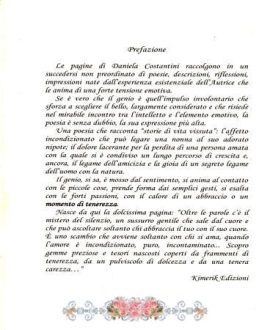 Prefazione
Le pagine di Daniela Costantini raccolgono in un
succedersi non preordinato di poesie, descrizioni, riflessioni,
impressioni nate dall'esperienza esistenziale dell'Autrice che
le anima di una forte tensione emotiva.
Se è vero che il genio è quell'impulso involontario che
sforza a scegliere il bello, largamente considerato e che risiede
nel mirabile incontro tra l'intelletto e l'elemento emotivo, la
poesia è senza dubbio, la sua espressione più alta.
Una poesia che racconta "storie di vita vissuta": l'affetto
incondizionato che può legare una nonna al suo adorato
nipote; il dolore lacerante per la perdita di una persona amata
con la quale si è condiviso un lungo percorso di crescita e,
ancora, il legame dell'amicizia e la gioia di un segreto legame
dell'uomo con la natura.
Il genio, si sa, è mosso dal sentimento, si anima al contatto
con le piccole cose, prende forma dai semplici gesti, si esalta
con le forti passioni, con il calore di un abbraccio o un
momento di tenerezza.
Nasce da qui la dolcissima pagina: "Oltre le parole c'è il
mistero del silenzio, un sussurro gentile che sale dal cuore e
che può ascoltare soltanto chi abbraccia il tuo con il suo cuore.
È uno scambio che avviene soltanto con chi si ama, quando
l'amore è incondizionato, puro, incontaminato... Scopro
gemme preziose e tesori nascosti coperti da frammenti di
tenerezza, da un pulviscolo di dolcezza e da una tenera
carezza…"
Kimerik Edizioni